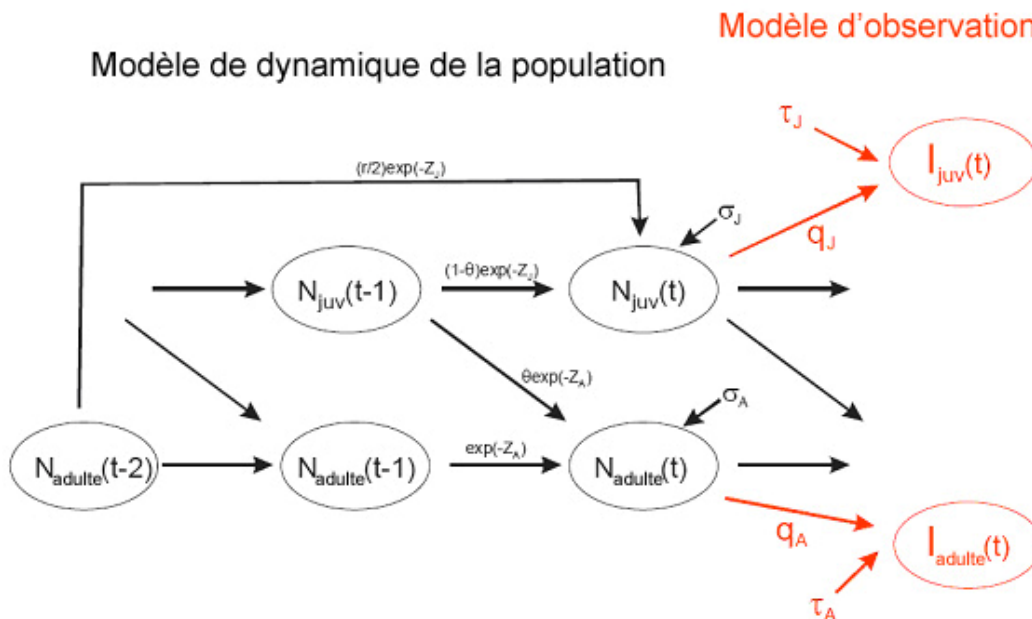 Modèle d'observation
Modèle de dynamique de la population
τJ
Ijuv(t)
(r/2)exp(-ZJ)
σJ
qJ
Njuv(t-1)
(1-θ)exp(-ZJ)
Njuv(t)
θexp(-ZA)
σA
Nadulte(t-2)
Nadulte(t-1)
exp(-ZA)
Nadulte(t)
qA
Iadulte(t)
τA